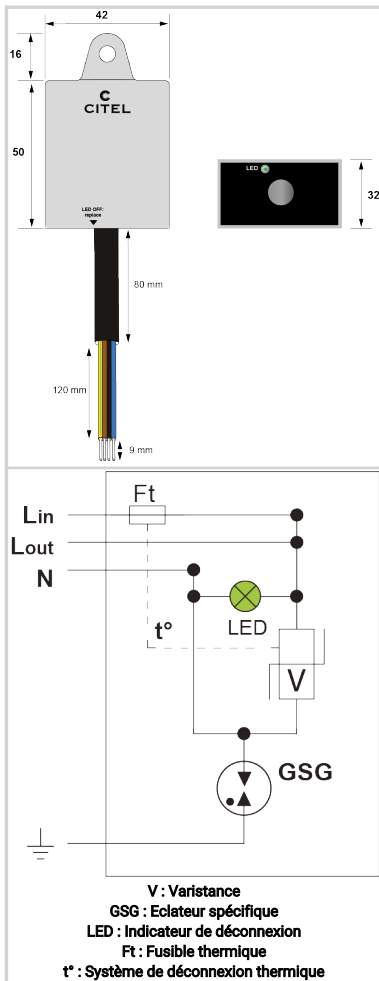 42
16
CITEL
50
LED OFF:
replace
LED
32
80 mm
120 mm
9 mm
Ft
Lin
Lout
N
LED
t°
V
GSG
V : Varistance
GSG : Eclateur spécifique
LED : Indicateur de déconnexion
Ft : Fusible thermique
t° : Système de déconnexion thermique